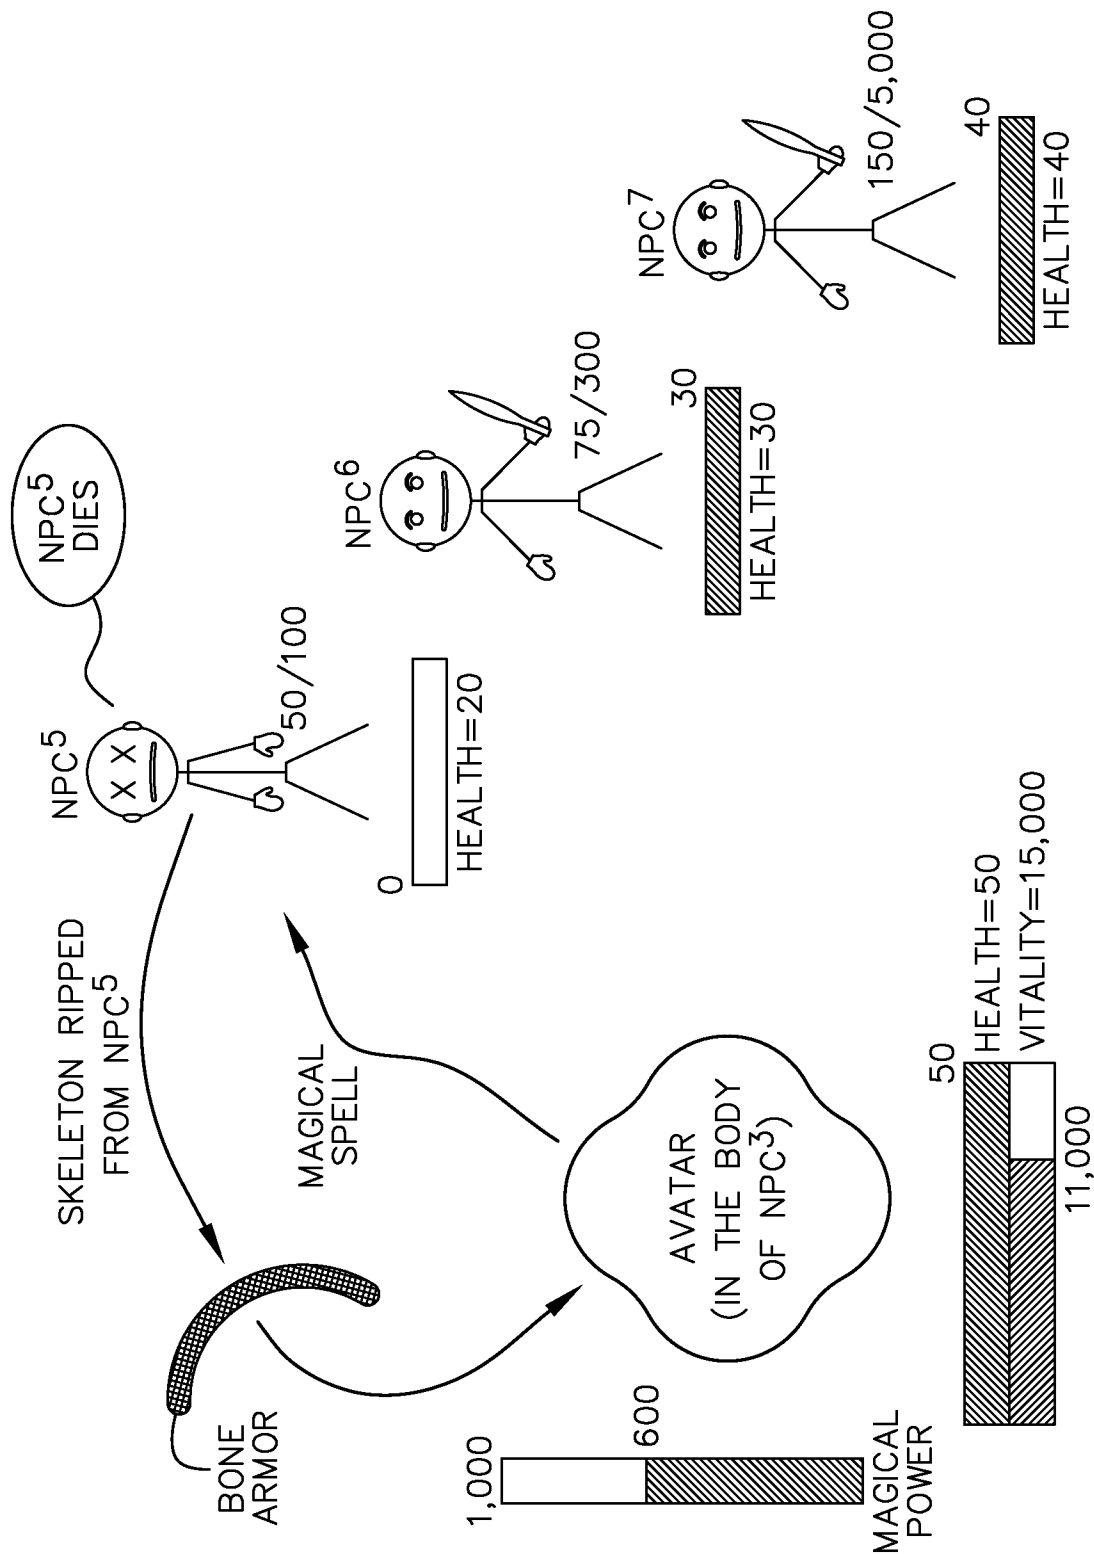 NPC⁵
DIES
NPC⁵
50/100
0
HEALTH=20
NPC⁶
75/300
30
HEALTH=30
NPC⁷
150/5,000
40
HEALTH=40
SKELETON RIPPED
FROM NPC⁵
MAGICAL
SPELL
BONE
ARMOR
AVATAR
(IN THE BODY
OF NPC³)
1,000
600
MAGICAL
POWER
50
HEALTH=50
VITALITY=15,000
11,000